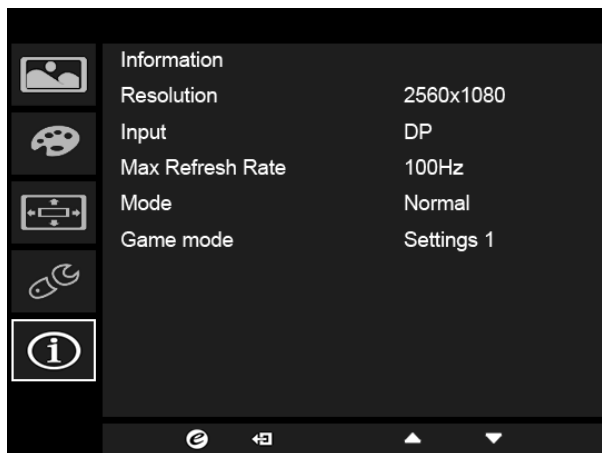 Information
Resolution 2560x1080
Input DP
Max Refresh Rate 100Hz
Mode Normal
Game mode Settings 1